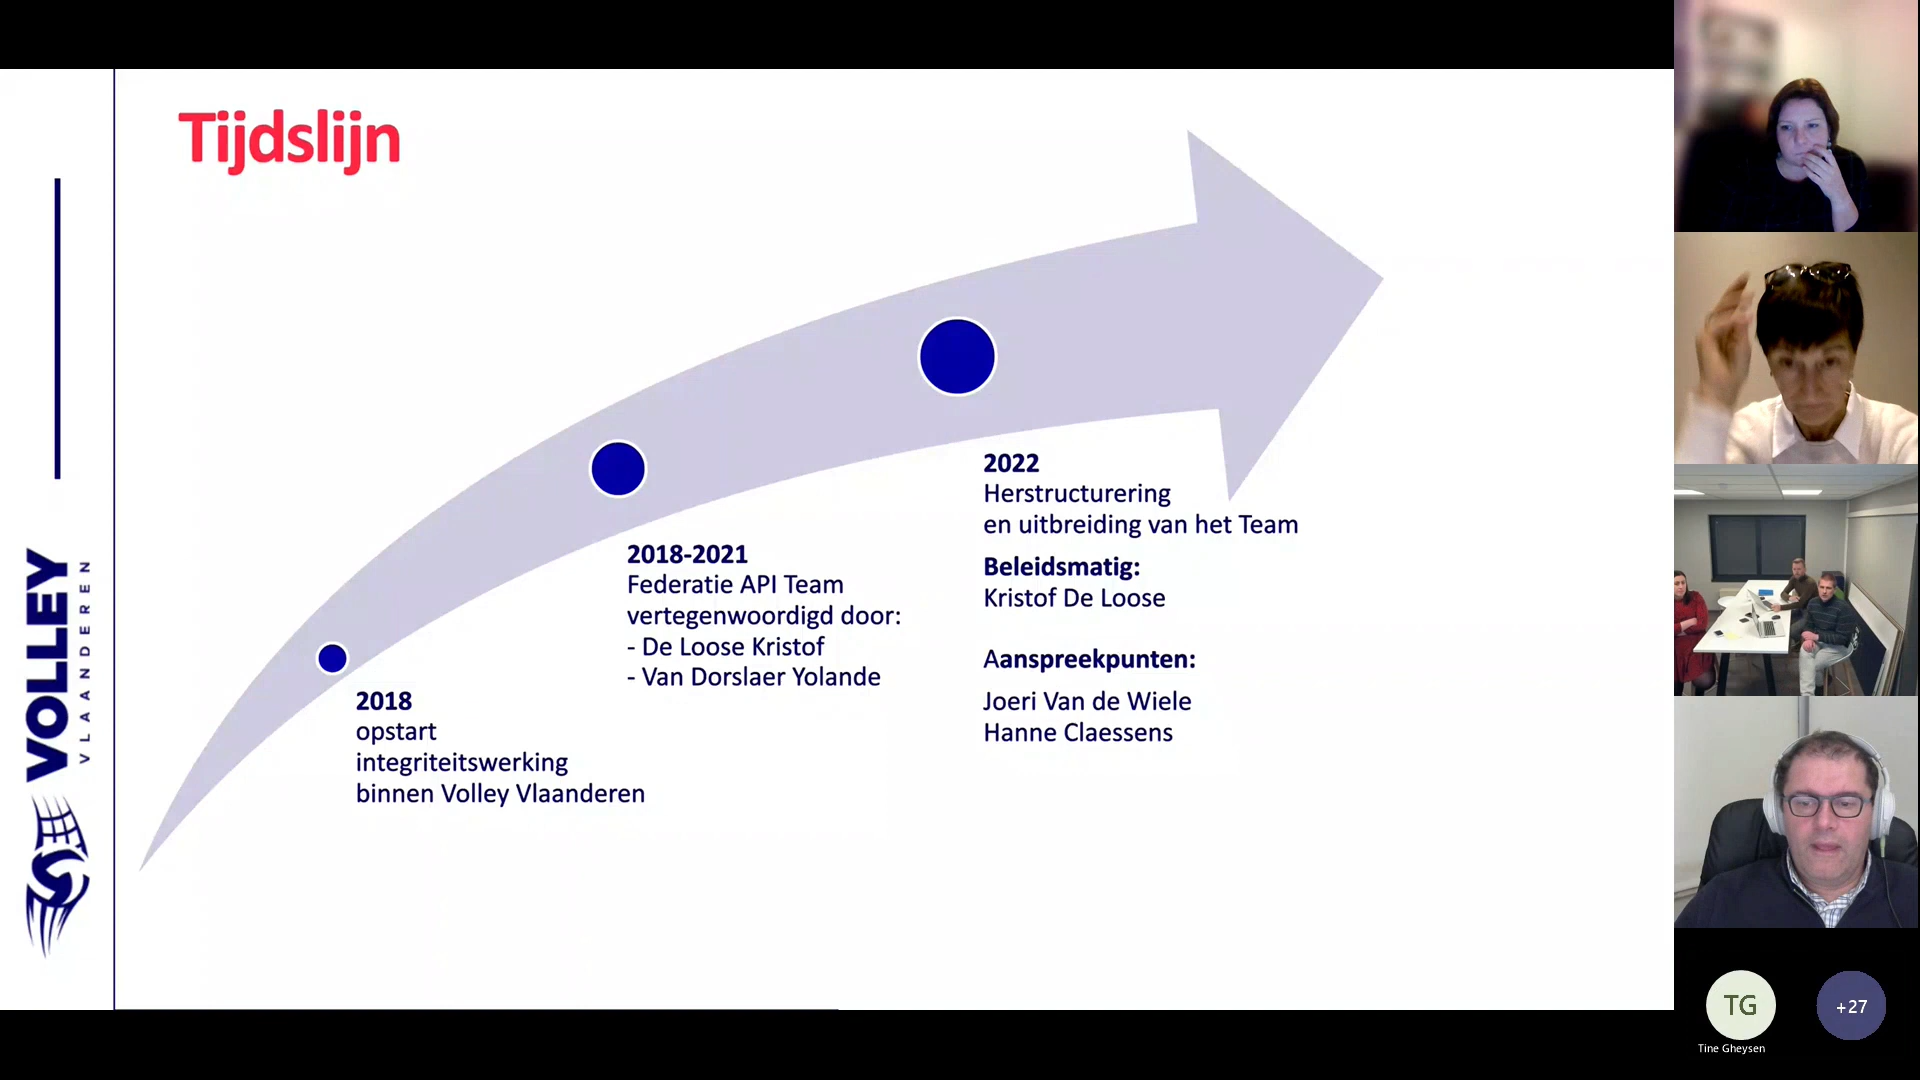 Tijdslijn
VOLLEY
VLAANDEREN
2018
opstart
integriteitswerking
binnen Volley Vlaanderen
2018-2021
Federatie API Team
vertegenwoordigd door:
- De Loose Kristof
- Van Dorslaer Yolande
2022
Herstructurering
en uitbreiding van het Team
Beleidsmatig:
Kristof De Loose
Aanspreekpunten:
Joeri Van de Wiele
Hanne Claessens
TG
+27
Tine Gheysen